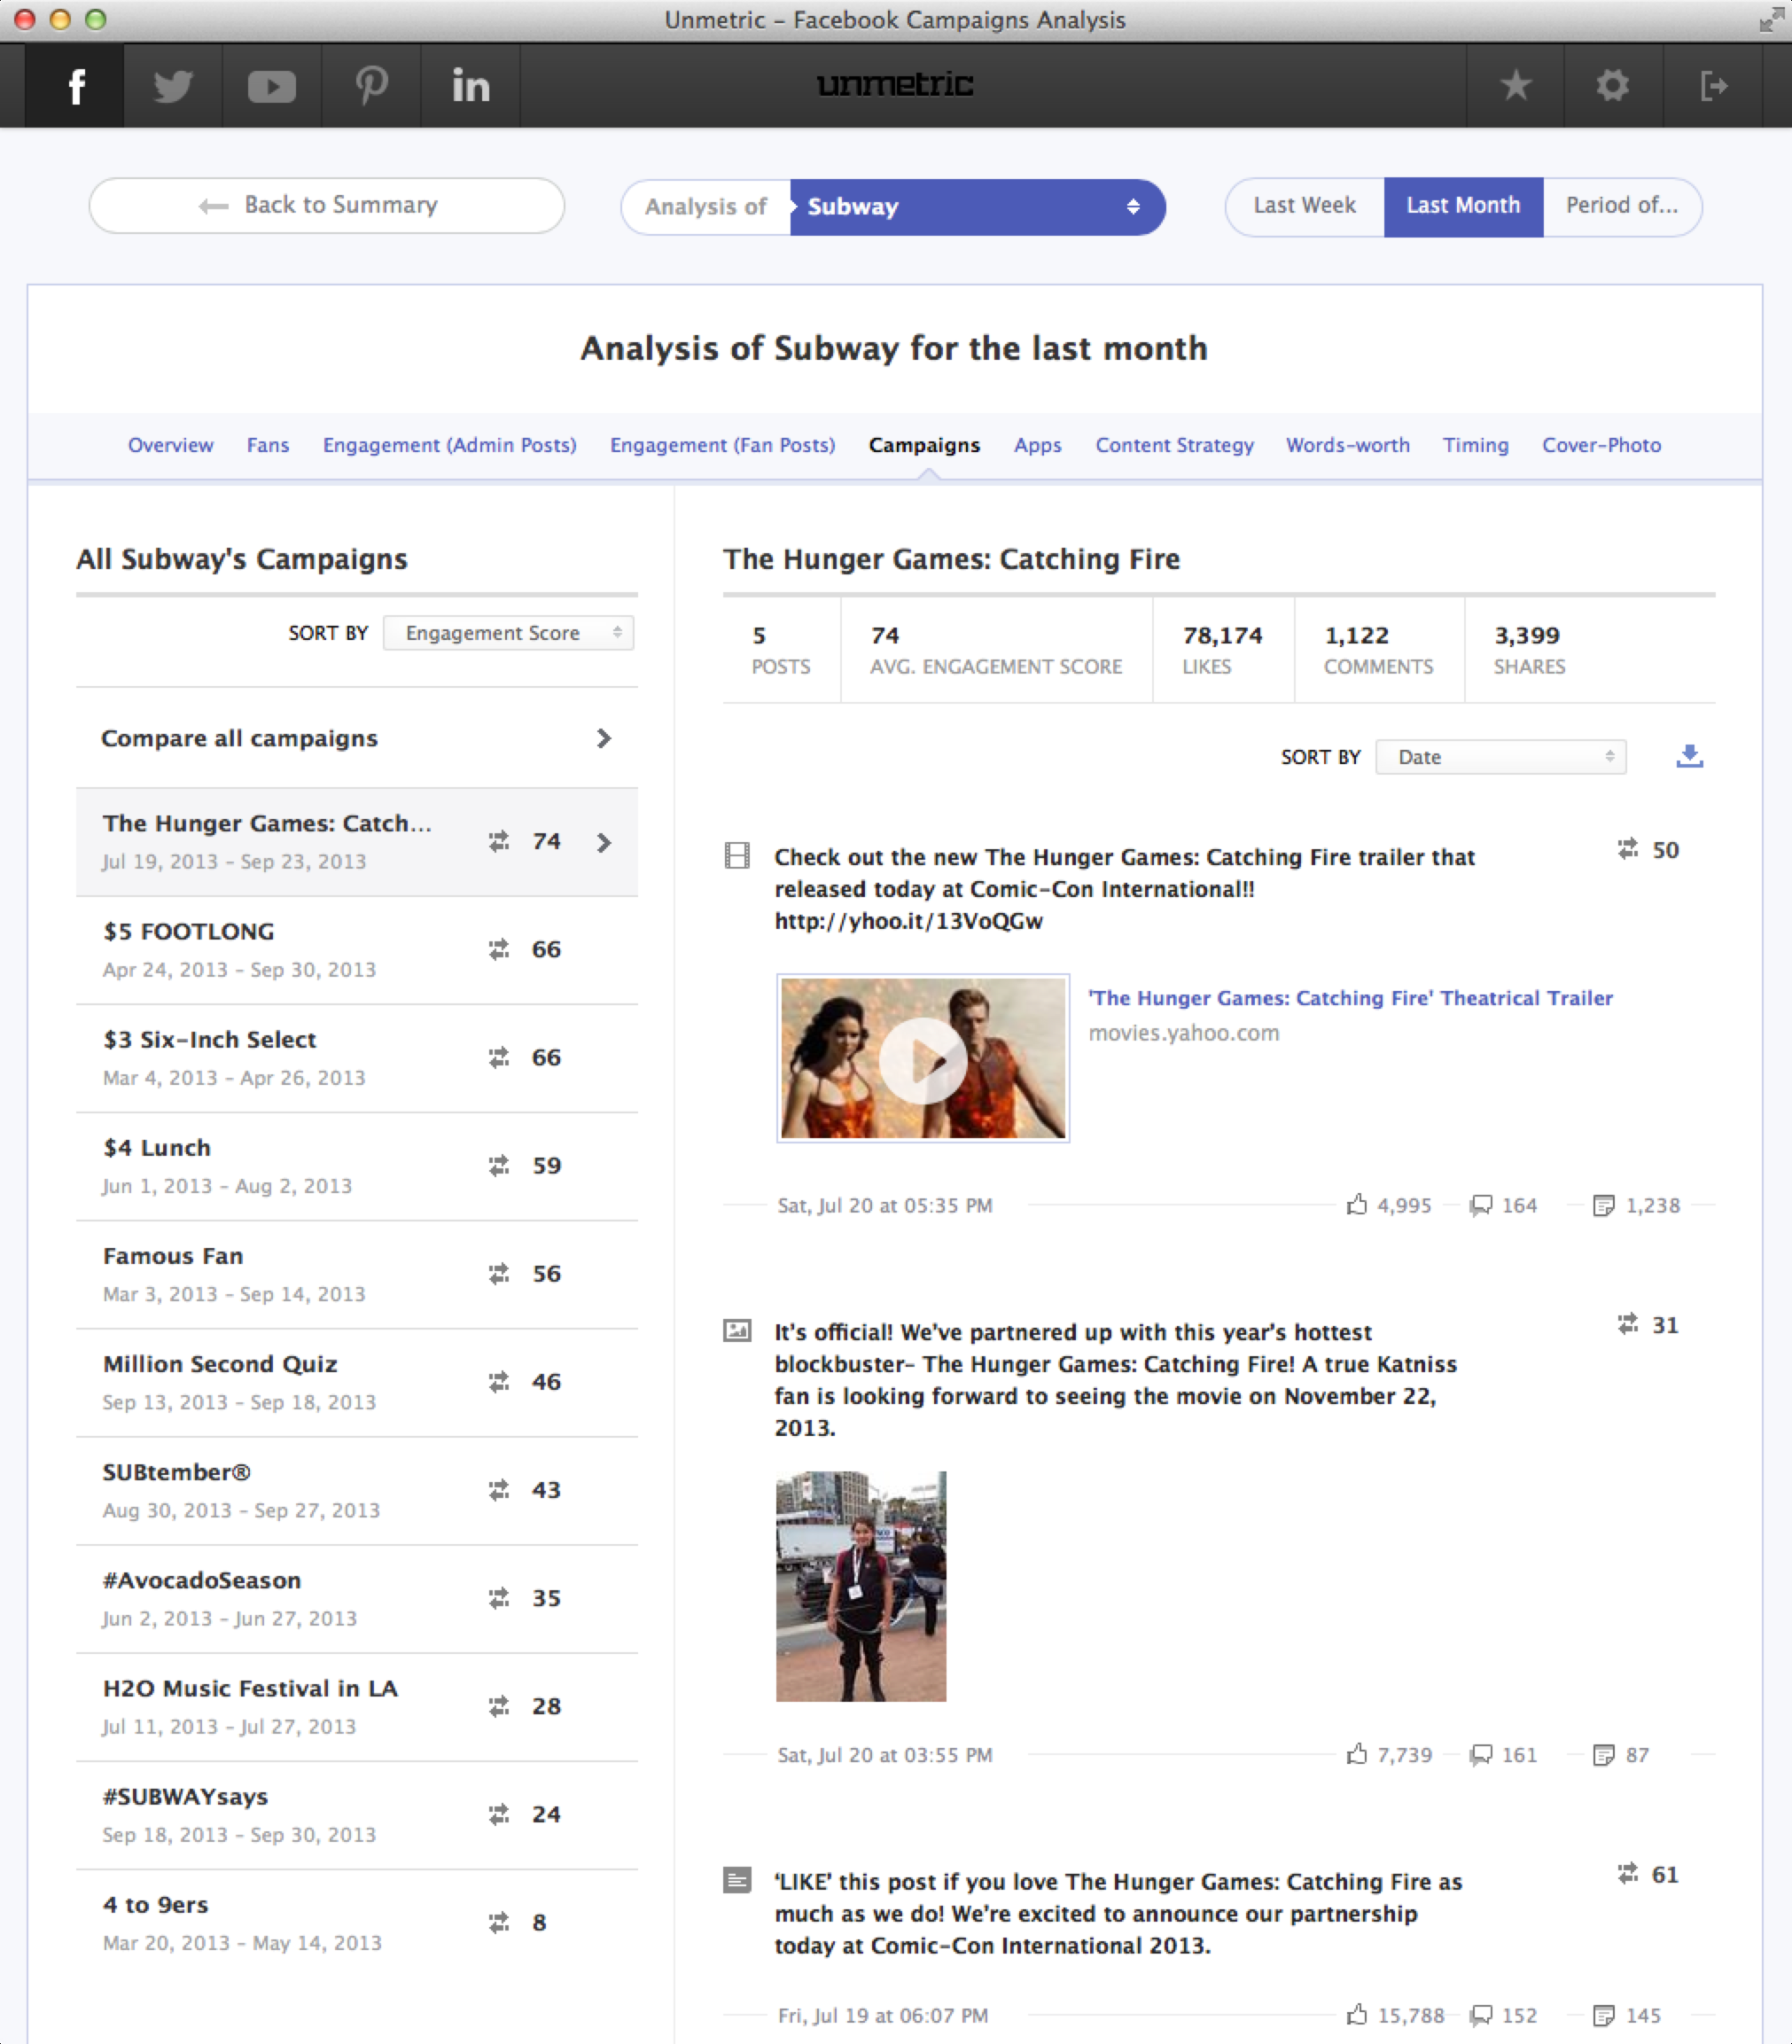 Unmetric – Facebook Campaigns Analysis
unmetric
Back to Summary
Analysis of Subway
Last Week Last Month Period of...
Analysis of Subway for the last month
Overview Fans Engagement (Admin Posts) Engagement (Fan Posts) Campaigns Apps Content Strategy Words-worth Timing Cover-Photo
All Subway's Campaigns
SORT BY Engagement Score
Compare all campaigns
The Hunger Games: Catch... 74
Jul 19, 2013 – Sep 23, 2013
$5 FOOTLONG 66
Apr 24, 2013 – Sep 30, 2013
$3 Six-Inch Select 66
Mar 4, 2013 – Apr 26, 2013
$4 Lunch 59
Jun 1, 2013 – Aug 2, 2013
Famous Fan 56
Mar 3, 2013 – Sep 14, 2013
Million Second Quiz 46
Sep 13, 2013 – Sep 18, 2013
SUBtember® 43
Aug 30, 2013 – Sep 27, 2013
#AvocadoSeason 35
Jun 2, 2013 – Jun 27, 2013
H2O Music Festival in LA 28
Jul 11, 2013 – Jul 27, 2013
#SUBWAYsays 24
Sep 18, 2013 – Sep 30, 2013
4 to 9ers 8
Mar 20, 2013 – May 14, 2013
The Hunger Games: Catching Fire
5 74 78,174 1,122 3,399
POSTS AVG. ENGAGEMENT SCORE LIKES COMMENTS SHARES
SORT BY Date
Check out the new The Hunger Games: Catching Fire trailer that 50
released today at Comic-Con International!!
http://yhoo.it/13VoQGw
'The Hunger Games: Catching Fire' Theatrical Trailer
movies.yahoo.com
Sat, Jul 20 at 05:35 PM 4,995 164 1,238
It's official! We've partnered up with this year's hottest 31
blockbuster- The Hunger Games: Catching Fire! A true Katniss
fan is looking forward to seeing the movie on November 22,
2013.
Sat, Jul 20 at 03:55 PM 7,739 161 87
‘LIKE’ this post if you love The Hunger Games: Catching Fire as 61
much as we do! We're excited to announce our partnership
today at Comic-Con International 2013.
Fri, Jul 19 at 06:07 PM 15,788 152 145